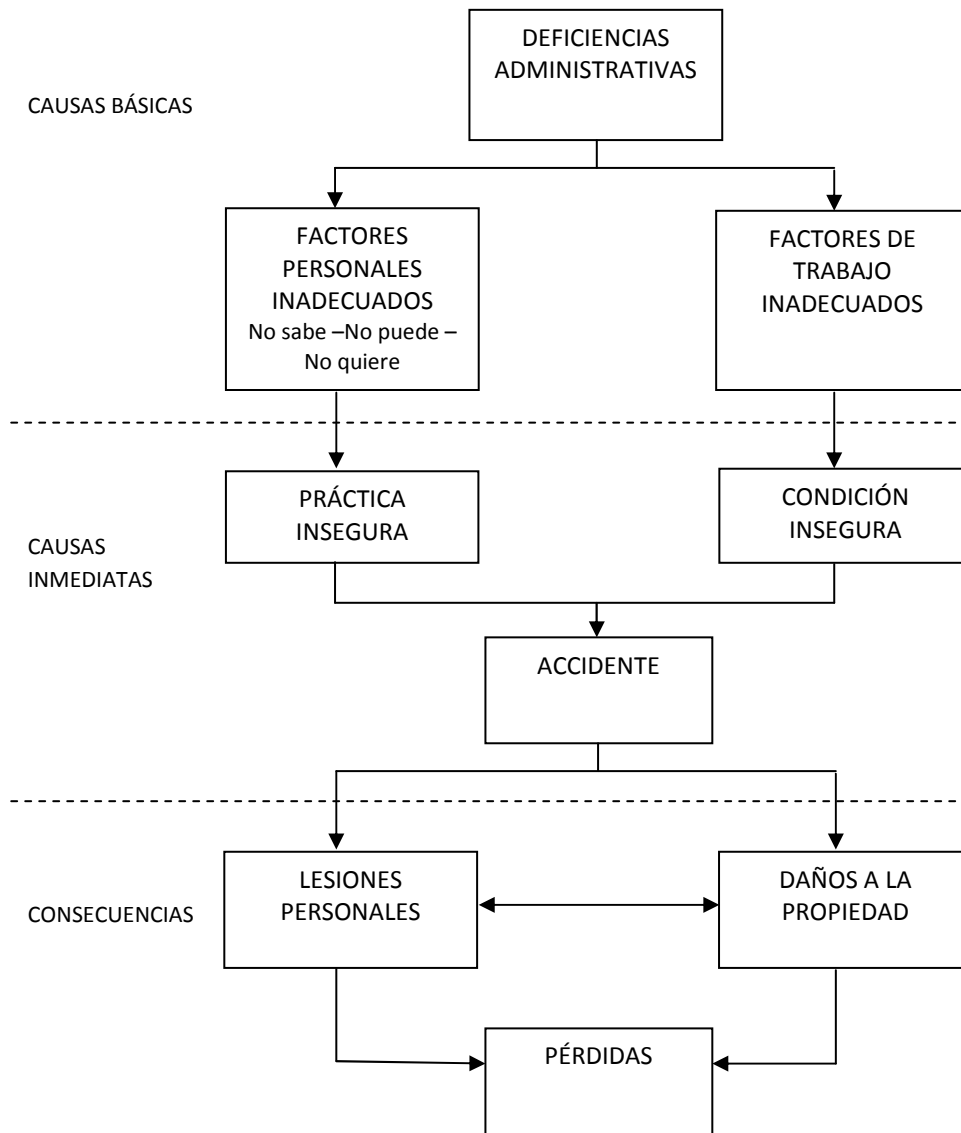 DEFICIENCIAS
ADMINISTRATIVAS
CAUSAS BÁSICAS
FACTORES
PERSONALES
INADECUADOS
No sabe –No puede –
No quiere
FACTORES DE
TRABAJO
INADECUADOS
PRÁCTICA
INSEGURA
CONDICIÓN
INSEGURA
CAUSAS
INMEDIATAS
ACCIDENTE
LESIONES
PERSONALES
DAÑOS A LA
PROPIEDAD
CONSECUENCIAS
PÉRDIDAS